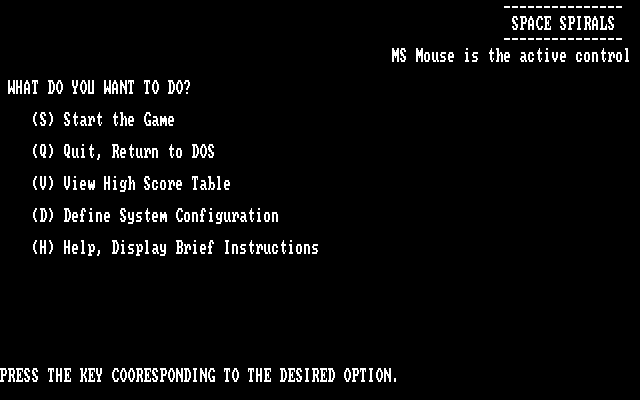 ---------------
SPACE SPIRALS
---------------
MS Mouse is the active control
WHAT DO YOU WANT TO DO?
(S) Start the Game
(Q) Quit, Return to DOS
(V) View High Score Table
(D) Define System Configuration
(H) Help, Display Brief Instructions
PRESS THE KEY COORESPONDING TO THE DESIRED OPTION.